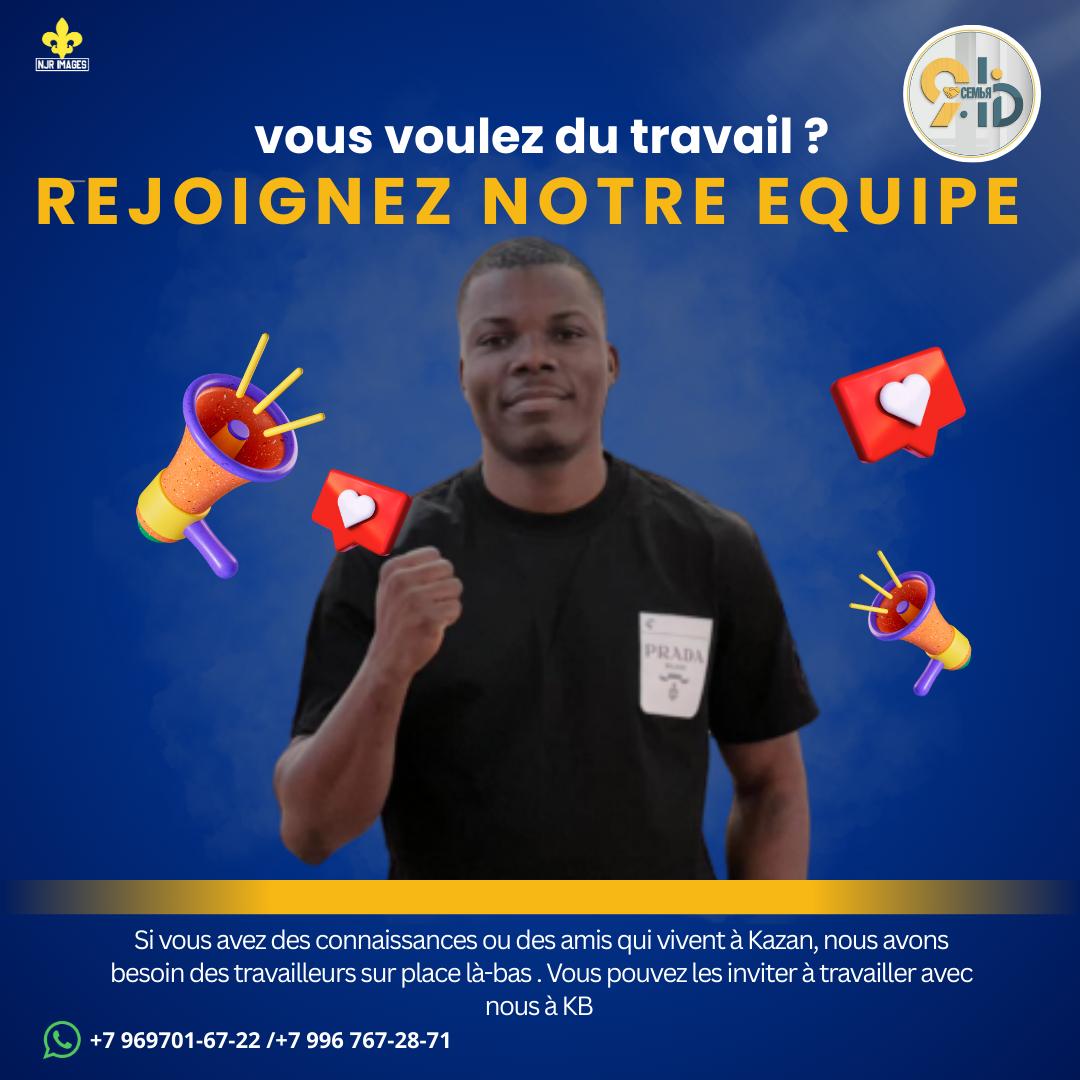 NJR IMAGES
СЕМЬЯ
vous voulez du travail ?
REJOIGNEZ NOTRE EQUIPE
PRADA
Si vous avez des connaissances ou des amis qui vivent à Kazan, nous avons
besoin des travailleurs sur place là-bas . Vous pouvez les inviter à travailler avec
nous à KB
+7 969701-67-22 /+7 996 767-28-71